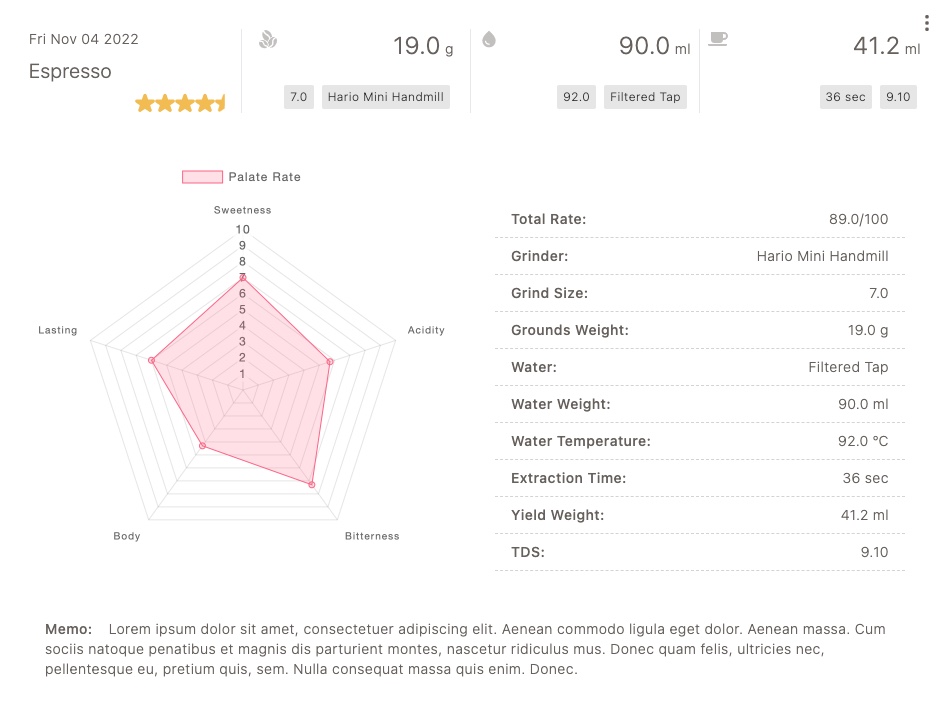 Fri Nov 04 2022
Espresso
19.0 g
7.0 Hario Mini Handmill
90.0 ml
92.0 Filtered Tap
41.2 ml
36 sec 9.10
Palate Rate
Sweetness
10
9
8
7
6
5
4
3
2
1
Lasting
Acidity
Body
Bitterness
Total Rate: 89.0/100
Grinder: Hario Mini Handmill
Grind Size: 7.0
Grounds Weight: 19.0 g
Water: Filtered Tap
Water Weight: 90.0 ml
Water Temperature: 92.0 °C
Extraction Time: 36 sec
Yield Weight: 41.2 ml
TDS: 9.10
Memo: Lorem ipsum dolor sit amet, consectetuer adipiscing elit. Aenean commodo ligula eget dolor. Aenean massa. Cum
sociis natoque penatibus et magnis dis parturient montes, nascetur ridiculus mus. Donec quam felis, ultricies nec,
pellentesque eu, pretium quis, sem. Nulla consequat massa quis enim. Donec.